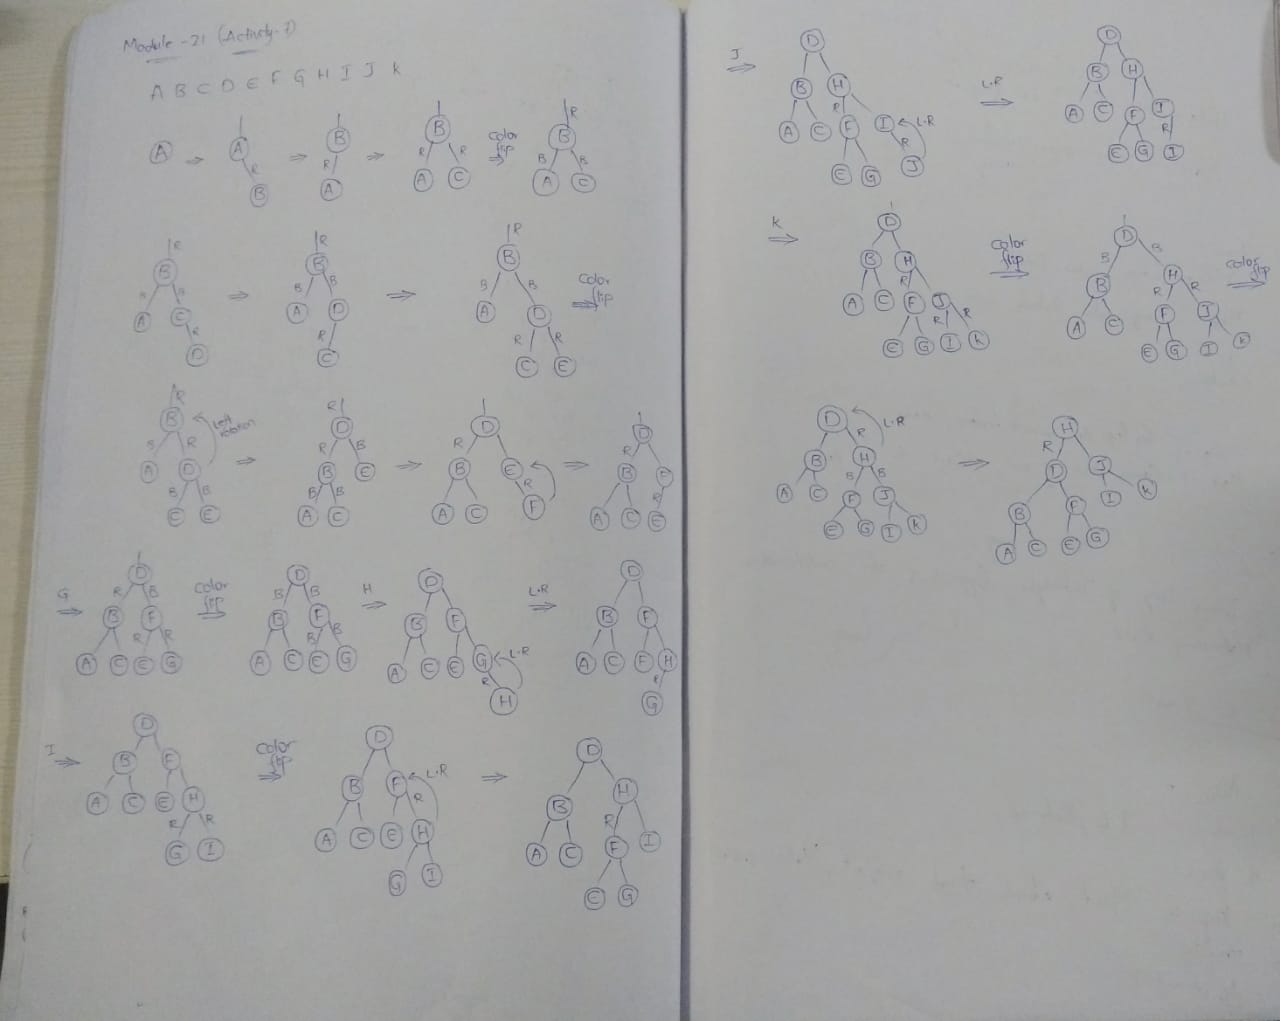 Module - 21 (Activity-1)
A B C D E F G H I J K
A ⇒ A R B ⇒ B R A ⇒ B R R A C color flip ⇒ R B B B A C
R B B B A C R D ⇒ R B B B A D R C ⇒ R B B B A D R R C E color flip ⇒
R B B R A D B B C E Left rotation ⇒ R D R B B E B B A C ⇒ D R B E A C R F ⇒ D R B F A C R E
G ⇒ D R B B F A C R R E G color flip ⇒ D B B B F A C B B E G H ⇒ D B F A C E G L.R R H L.R ⇒ D B F A C F H R G
I ⇒ D B F A C E H R R G I color flip ⇒ D B F L.R R A C E H G I ⇒ D B H R A C F I E G
J ⇒ D B H R A C F I L.R R E G J L.R ⇒ D B H A C F J R E G I
K ⇒ D B H R A C F J R R E G I K color flip ⇒ D B B B H R R A C F J E G I K color flip ⇒
D L.R R B H B B A C F J E G I K ⇒ H R D J B F I K A C E G